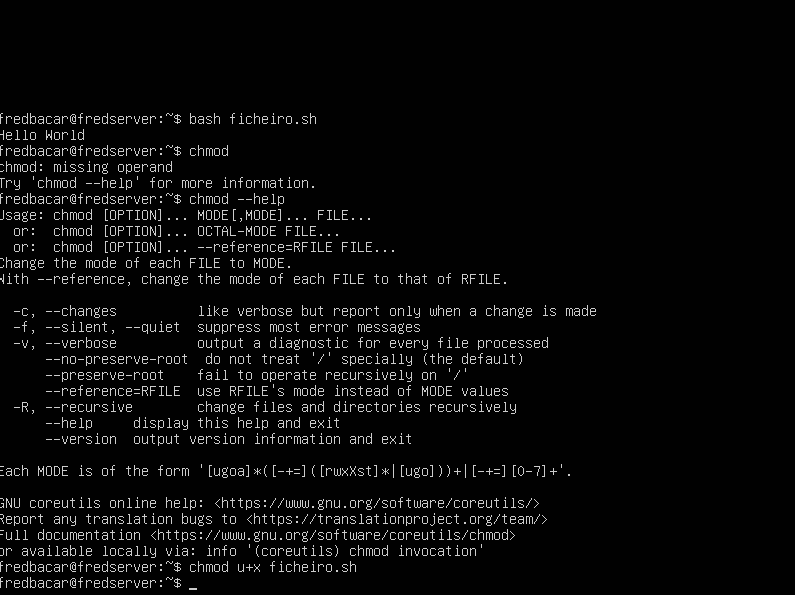 fredbacar@fredserver:~$ bash ficheiro.sh
Hello World
fredbacar@fredserver:~$ chmod
chmod: missing operand
Try 'chmod --help' for more information.
fredbacar@fredserver:~$ chmod --help
Usage: chmod [OPTION]... MODE[,MODE]... FILE...
  or:  chmod [OPTION]... OCTAL-MODE FILE...
  or:  chmod [OPTION]... --reference=RFILE FILE...
Change the mode of each FILE to MODE.
With --reference, change the mode of each FILE to that of RFILE.

  -c, --changes          like verbose but report only when a change is made
  -f, --silent, --quiet  suppress most error messages
  -v, --verbose          output a diagnostic for every file processed
      --no-preserve-root  do not treat '/' specially (the default)
      --preserve-root    fail to operate recursively on '/'
      --reference=RFILE  use RFILE's mode instead of MODE values
  -R, --recursive        change files and directories recursively
      --help     display this help and exit
      --version  output version information and exit

Each MODE is of the form '[ugoa]*([-+=]([rwxXst]*|[ugo]))+|[-+=][0-7]+'.

GNU coreutils online help: <https://www.gnu.org/software/coreutils/>
Report any translation bugs to <https://translationproject.org/team/>
Full documentation <https://www.gnu.org/software/coreutils/chmod>
or available locally via: info '(coreutils) chmod invocation'
fredbacar@fredserver:~$ chmod u+x ficheiro.sh
fredbacar@fredserver:~$ _